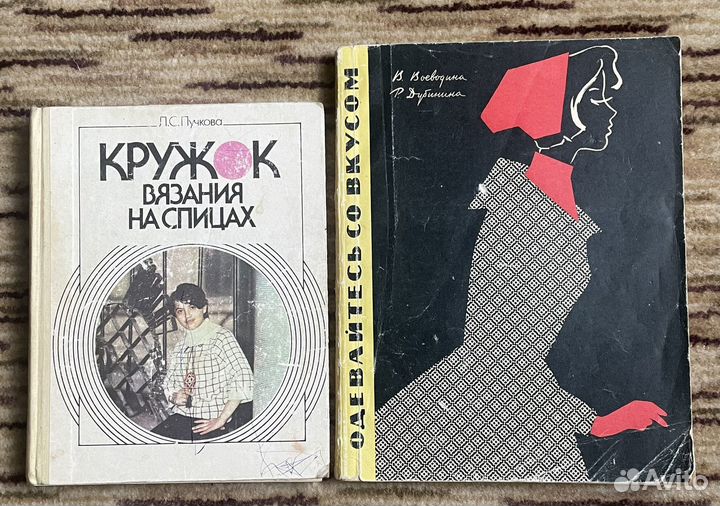 Л.С. Пучкова
КРУЖОК
ВЯЗАНИЯ
НА СПИЦАХ
ОДЕВАЙТЕСЬ СО ВКУСОМ
В. Воеводина
Р. Дубинина
Avito